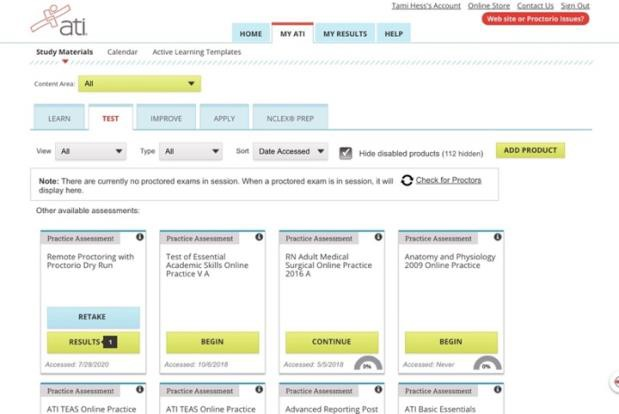 Tami Hess's Account Online Store Contact Us Sign Out
ati
Web site or Proctorio Issues?
HOME MY ATI MY RESULTS HELP
Study Materials Calendar Active Learning Templates
Content Area: All
LEARN TEST IMPROVE APPLY NCLEX® PREP
View All Type All Sort Date Accessed Hide disabled products (112 hidden) ADD PRODUCT
Note: There are currently no proctored exams in session. When a proctored exam is in session, it will Check for Proctors
display here.
Other available assessments:
Practice Assessment Practice Assessment Practice Assessment Practice Assessment
Remote Proctoring with Test of Essential RN Adult Medical Anatomy and Physiology
Proctorio Dry Run Academic Skills Online Surgical Online Practice 2009 Online Practice
Practice V A 2016 A
RETAKE
RESULTS 1 BEGIN CONTINUE BEGIN
Accessed: 7/28/2020 Accessed: 10/6/2018 Accessed: 5/5/2018 0% Accessed: Never 0%
Practice Assessment Practice Assessment Practice Assessment Practice Assessment
ATI TEAS Online Practice ATI TEAS Online Practice Advanced Reporting Post ATI Basic Essentials